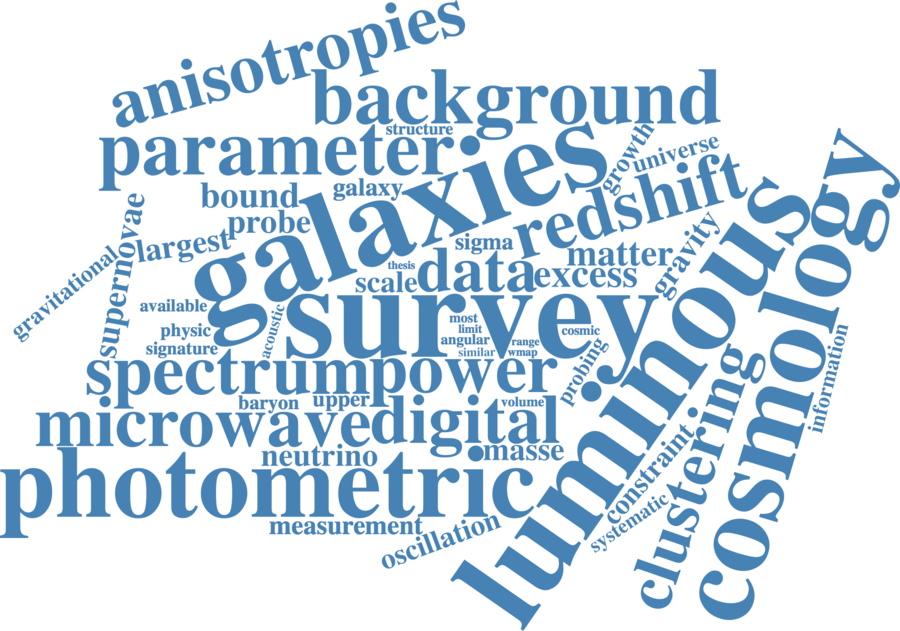 anisotropies
background
structure
parameter
growth
universe
galaxies
galaxy
bound
redshift
probe
supernovae
largest
sigma
matter
gravity
gravitational
thesis
data
excess
scale
luminous
cosmology
available
survey
acoustic
physic
most
limit
cosmic
angular
range
signature
similar
wmap
probing
information
spectrum
power
clustering
baryon
upper
volume
microwave
digital
constraint
neutrino
masse
photometric
systematic
measurement
oscillation